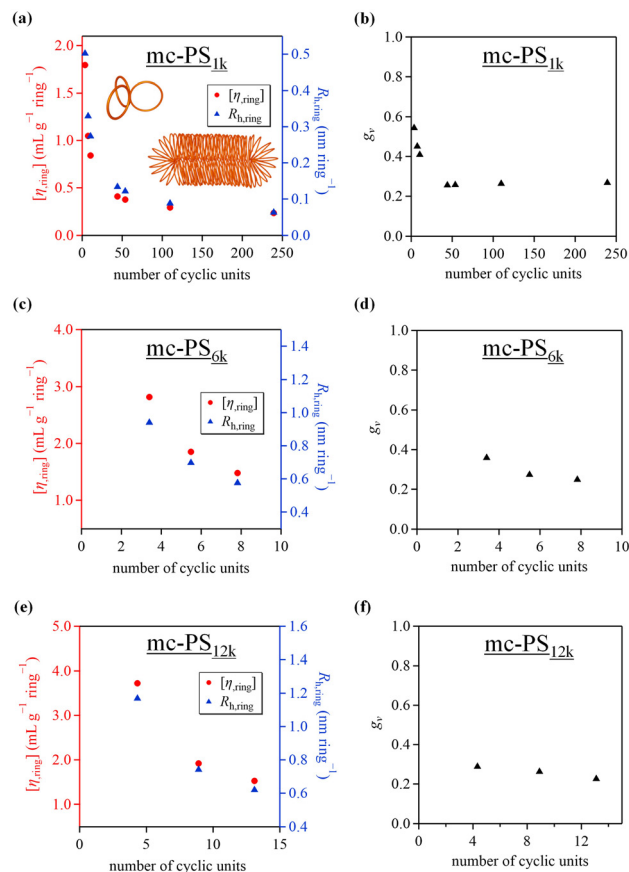 (a)
mc-PS1k
2.0
1.5
1.0
0.5
0.0
[η,ring] (mL g−1 ring−1)
[η,ring]
Rh,ring
0.5
0.4
0.3
0.2
0.1
0.0
Rh,ring (nm ring−1)
0 50 100 150 200 250
number of cyclic units
(b)
mc-PS1k
1.0
0.8
0.6
0.4
0.2
0.0
gv
0 50 100 150 200 250
number of cyclic units
(c)
mc-PS6k
4.0
3.0
2.0
1.0
[η,ring] (mL g−1 ring−1)
[η,ring]
Rh,ring
1.4
1.2
1.0
0.8
0.6
0.4
Rh,ring (nm ring−1)
0 2 4 6 8 10
number of cyclic units
(d)
mc-PS6k
1.0
0.8
0.6
0.4
0.2
0.0
gv
0 2 4 6 8 10
number of cyclic units
(e)
mc-PS12k
5.0
4.0
3.0
2.0
1.0
[η,ring] (mL g−1 ring−1)
[η,ring]
Rh,ring
1.6
1.4
1.2
1.0
0.8
0.6
0.4
Rh,ring (nm ring−1)
0 5 10 15
number of cyclic units
(f)
mc-PS12k
1.0
0.8
0.6
0.4
0.2
0.0
gv
0 4 8 12
number of cyclic units